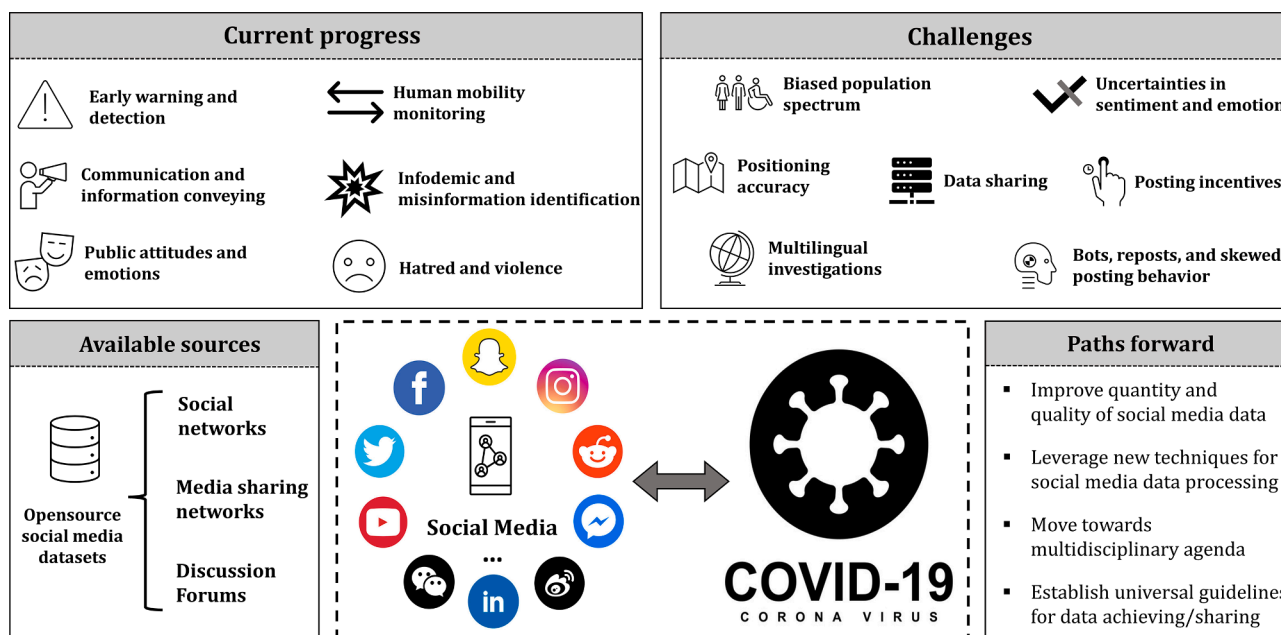 Current progress
Early warning and
detection
Human mobility
monitoring
Communication and
information conveying
Infodemic and
misinformation identification
Public attitudes and
emotions
Hatred and violence
Challenges
Biased population
spectrum
Uncertainties in
sentiment and emotion
Positioning
accuracy
Data sharing
Posting incentives
Multilingual
investigations
Bots, reposts, and skewed
posting behavior
Available sources
Opensource
social media
datasets
Social
networks
Media sharing
networks
Discussion
Forums
f
Social Media
...
in
COVID-19
CORONA VIRUS
Paths forward
▪ Improve quantity and
quality of social media data
▪ Leverage new techniques for
social media data processing
▪ Move towards
multidisciplinary agenda
▪ Establish universal guidelines
for data achieving/sharing